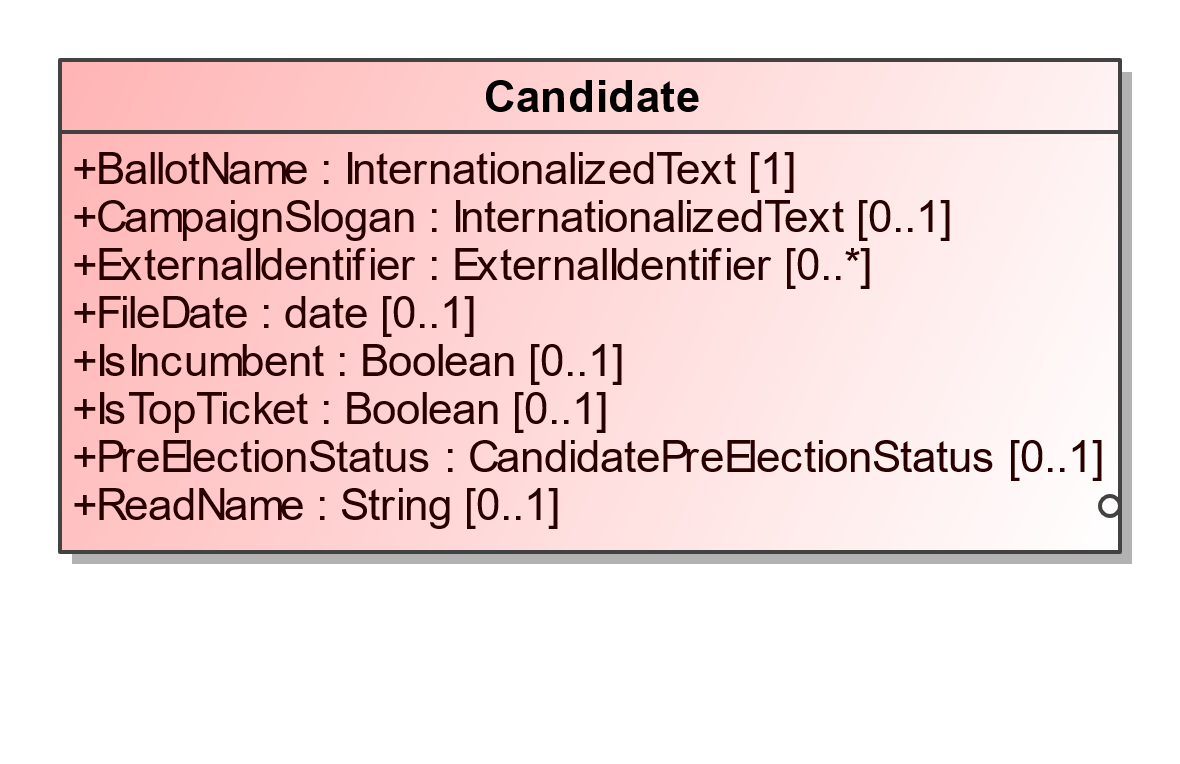 Candidate
+BallotName : InternationalizedText [1]
+CampaignSlogan : InternationalizedText [0..1]
+ExternalIdentifier : ExternalIdentifier [0..*]
+FileDate : date [0..1]
+IsIncumbent : Boolean [0..1]
+IsTopTicket : Boolean [0..1]
+PreElectionStatus : CandidatePreElectionStatus [0..1]
+ReadName : String [0..1]